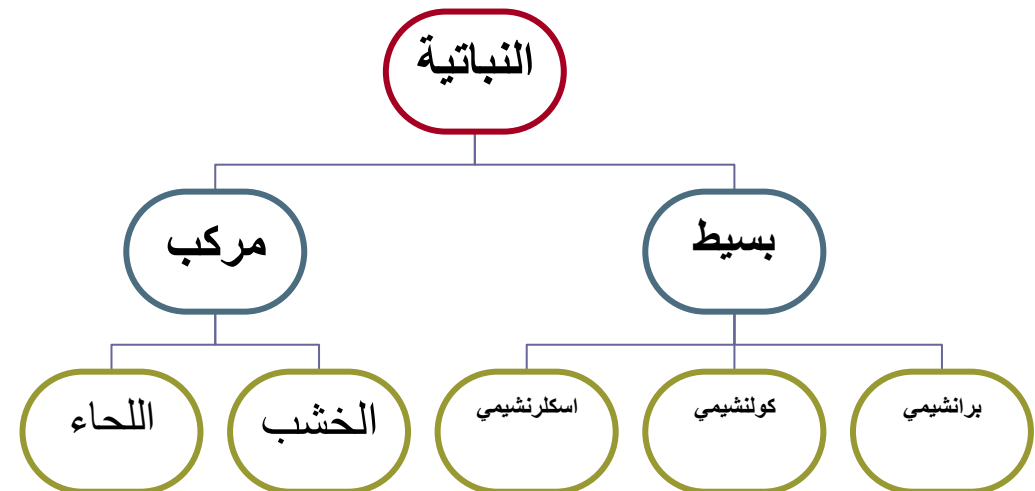 النباتية
بسيط
مركب
برانشيمي
كولنشيمي
اسكلرنشيمي
الخشب
اللحاء